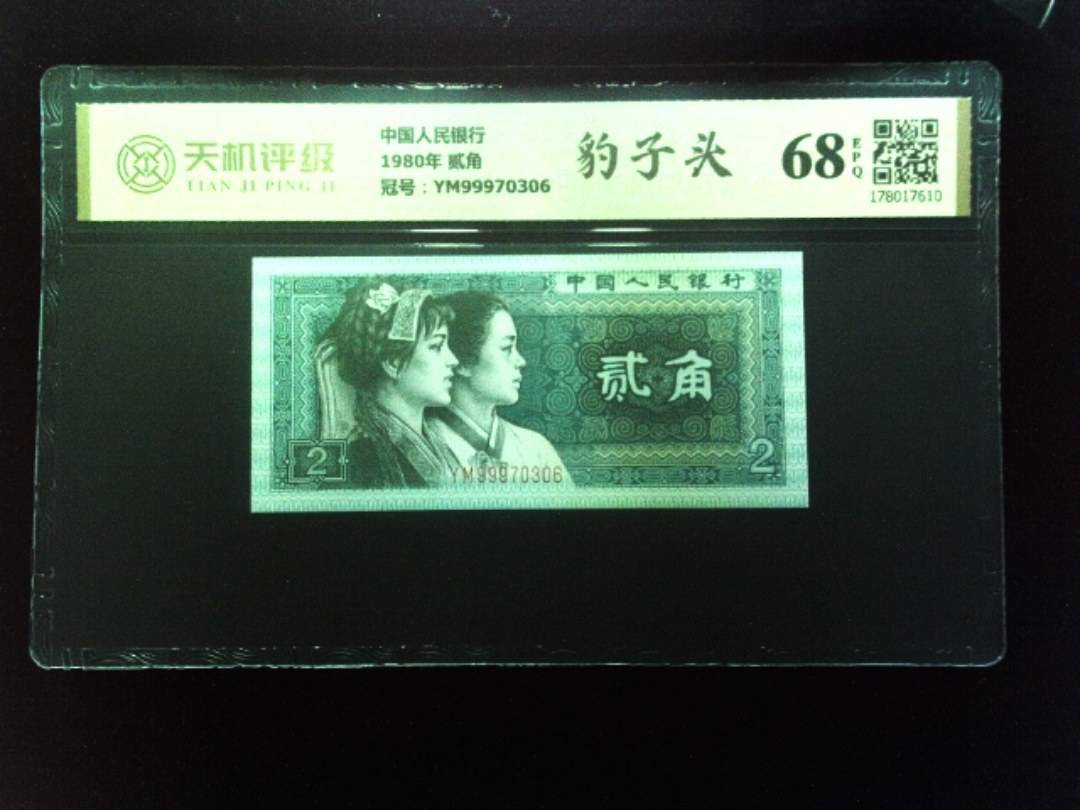 天机评级
TIAN JI PING JI
中国人民银行
1980年 贰角
冠号：YM99970306
豹子头
68
EPQ
178017610
中国人民银行
贰角
2
2
YM99970306